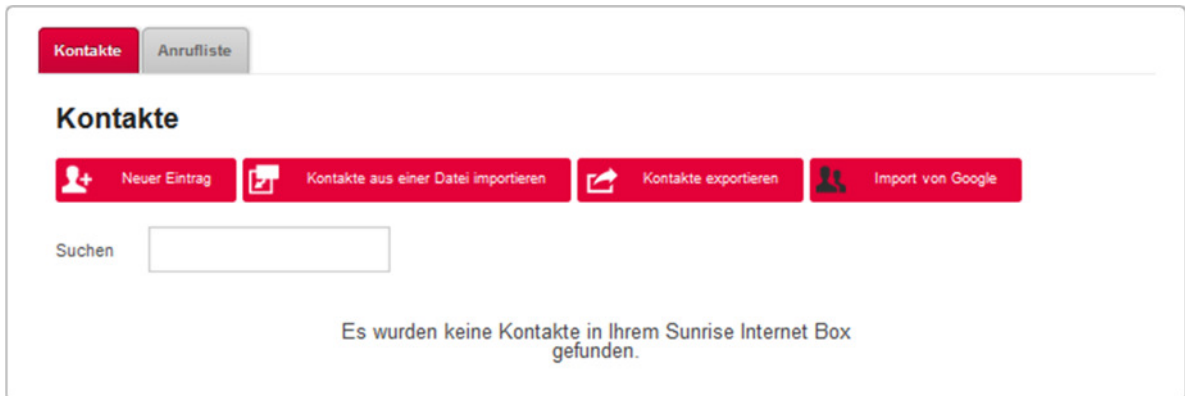 Kontakte Anrufliste
Kontakte
Neuer Eintrag Kontakte aus einer Datei importieren Kontakte exportieren Import von Google
Suchen
Es wurden keine Kontakte in Ihrem Sunrise Internet Box
gefunden.